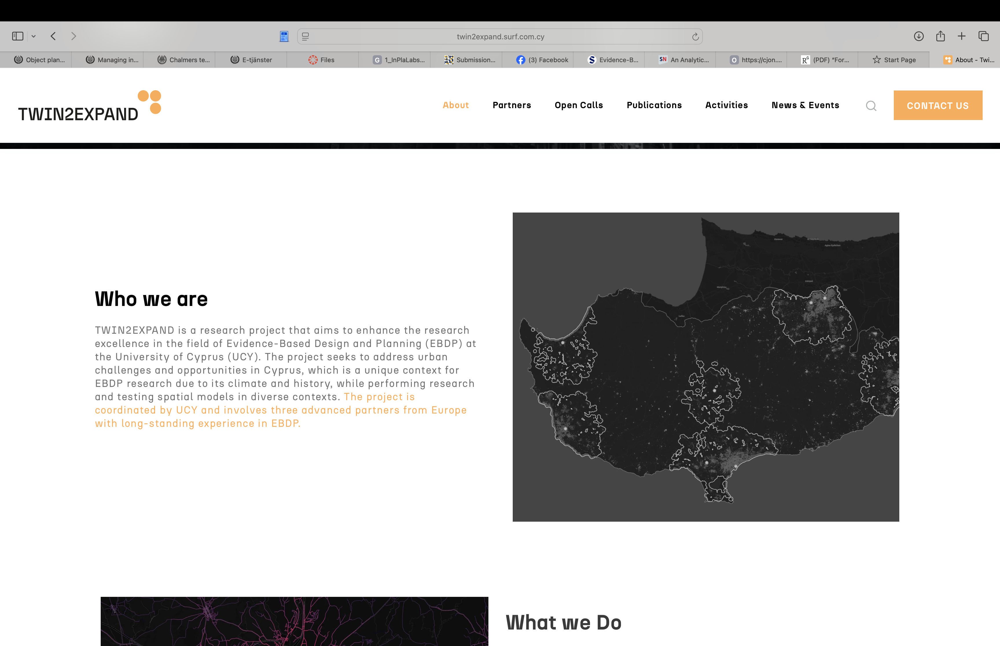 twin2expand.surf.com.cy
Object plan...
Managing in...
Chalmers te...
E-tjänster
Files
G
1_InPlaLabs...
Submission...
(3) Facebook
Evidence-B...
SN
An Analytic...
O
https://cjon....
RG
(PDF) “For...
Start Page
About - Twi...
TWIN2EXPAND
About
Partners
Open Calls
Publications
Activities
News & Events
CONTACT US
Who we are
TWIN2EXPAND is a research project that aims to enhance the research
excellence in the field of Evidence-Based Design and Planning (EBDP) at
the University of Cyprus (UCY). The project seeks to address urban
challenges and opportunities in Cyprus, which is a unique context for
EBDP research due to its climate and history, while performing research
and testing spatial models in diverse contexts. The project is
coordinated by UCY and involves three advanced partners from Europe
with long-standing experience in EBDP.
What we Do